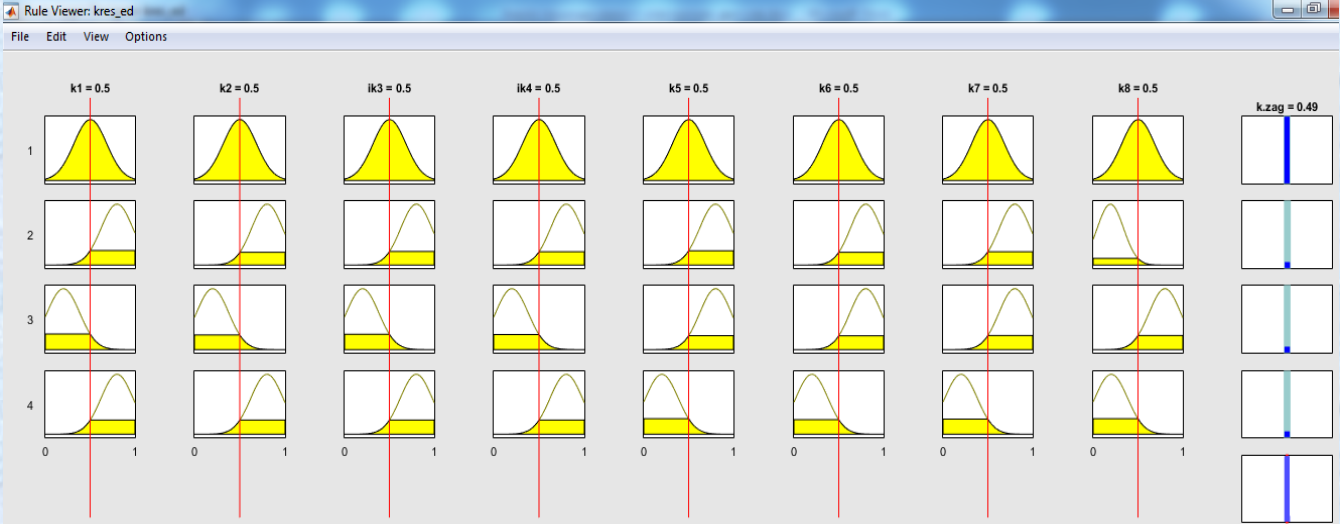 Rule Viewer: kres_ed
File Edit View Options
k1 = 0.5 k2 = 0.5 ik3 = 0.5 ik4 = 0.5 k5 = 0.5 k6 = 0.5 k7 = 0.5 k8 = 0.5 k.zag = 0.49
1
2
3
4
0 1 0 1 0 1 0 1 0 1 0 1 0 1 0 1